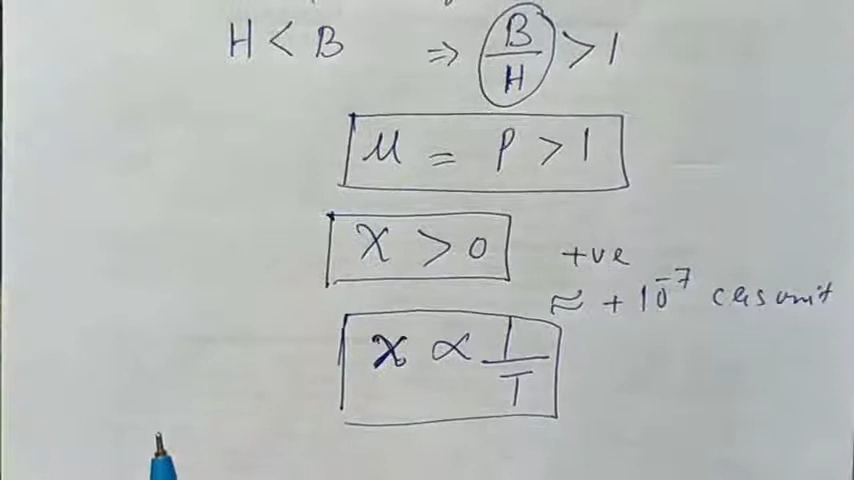 H < B ⇒ B/H > 1
μ = P > 1
χ > 0 +ve
≈ + 10⁻⁷ cgs unit
χ ∝ 1/T